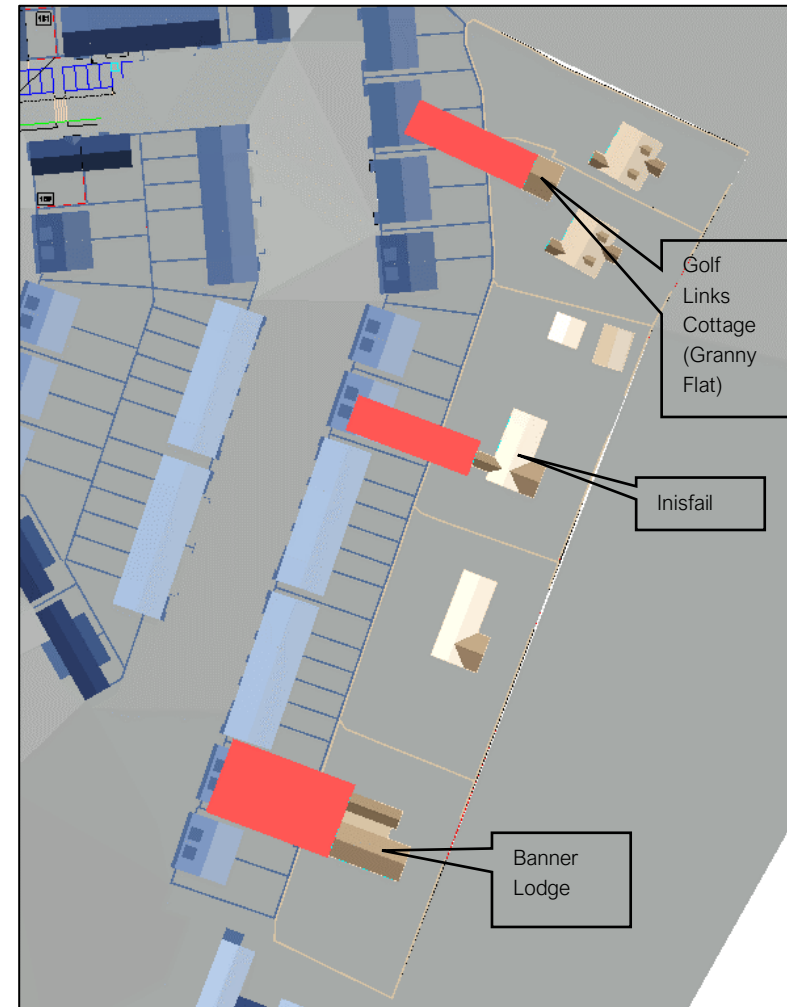 Golf
Links
Cottage
(Granny
Flat)
Inisfail
Banner
Lodge